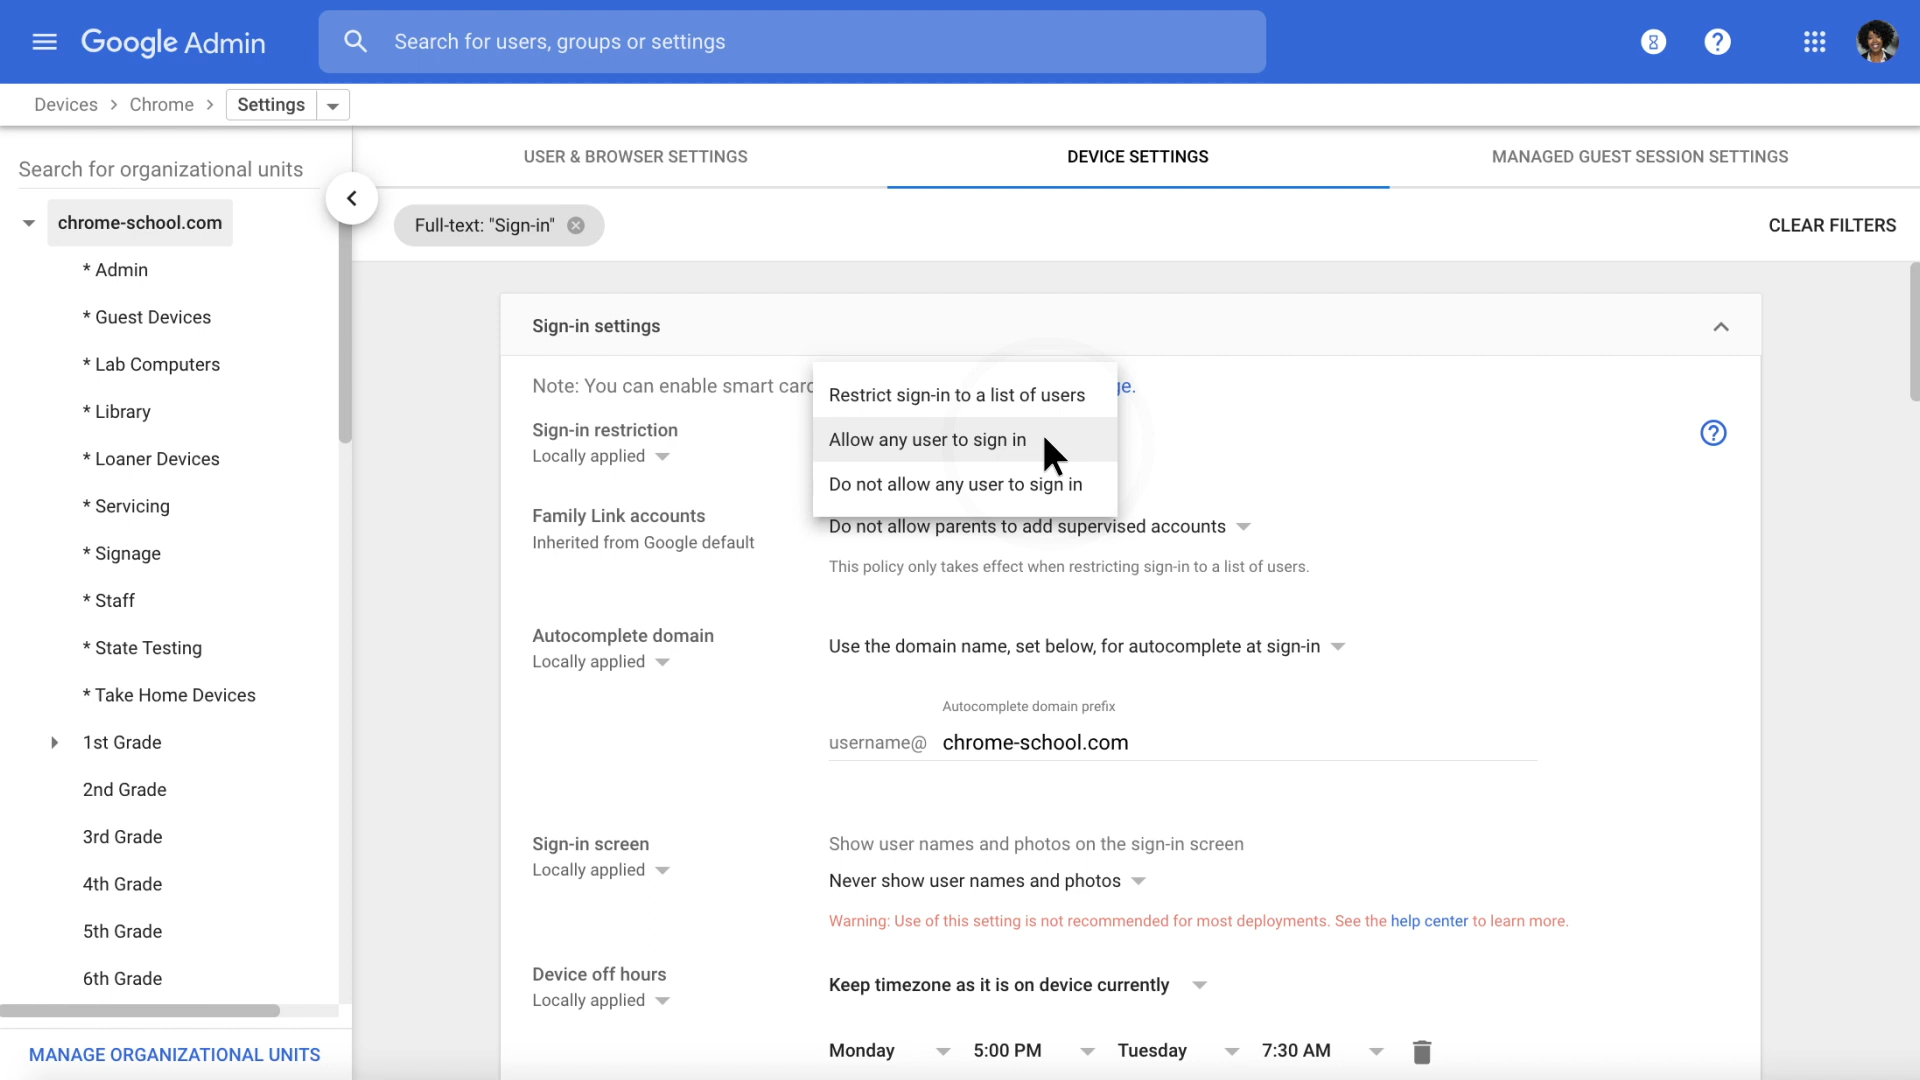 Google Admin
Search for users, groups or settings
Devices > Chrome > Settings
USER & BROWSER SETTINGS
DEVICE SETTINGS
MANAGED GUEST SESSION SETTINGS
Search for organizational units
chrome-school.com
* Admin
* Guest Devices
* Lab Computers
* Library
* Loaner Devices
* Servicing
* Signage
* Staff
* State Testing
* Take Home Devices
1st Grade
2nd Grade
3rd Grade
4th Grade
5th Grade
6th Grade
MANAGE ORGANIZATIONAL UNITS
Full-text: "Sign-in"
CLEAR FILTERS
Sign-in settings
Note: You can enable smart
Sign-in restriction
Locally applied
Restrict sign-in to a list of users
Allow any user to sign in
Do not allow any user to sign in
Family Link accounts
Inherited from Google default
Do not allow parents to add supervised accounts
This policy only takes effect when restricting sign-in to a list of users.
Autocomplete domain
Locally applied
Use the domain name, set below, for autocomplete at sign-in
Autocomplete domain prefix
username@ chrome-school.com
Sign-in screen
Locally applied
Show user names and photos on the sign-in screen
Never show user names and photos
Warning: Use of this setting is not recommended for most deployments. See the help center to learn more.
Device off hours
Locally applied
Keep timezone as it is on device currently
Monday 5:00 PM Tuesday 7:30 AM